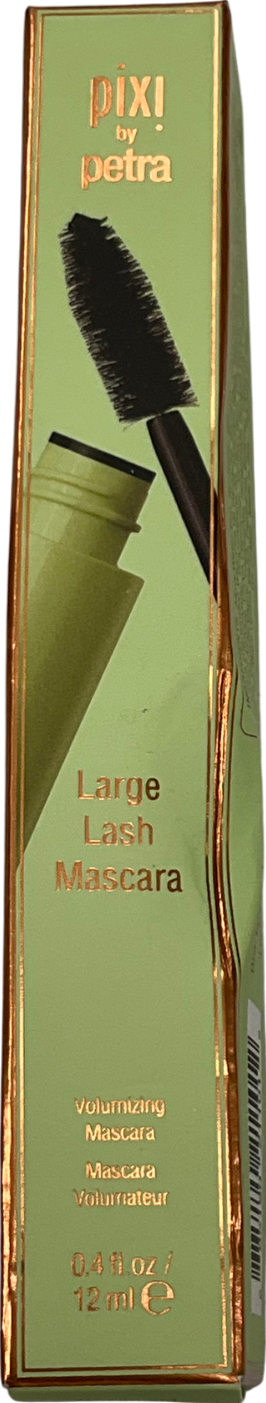 pixi
by
petra
Large
Lash
Mascara
Volumizing
Mascara
Mascara
Volumateur
0.4 fl.oz /
12 ml ℮